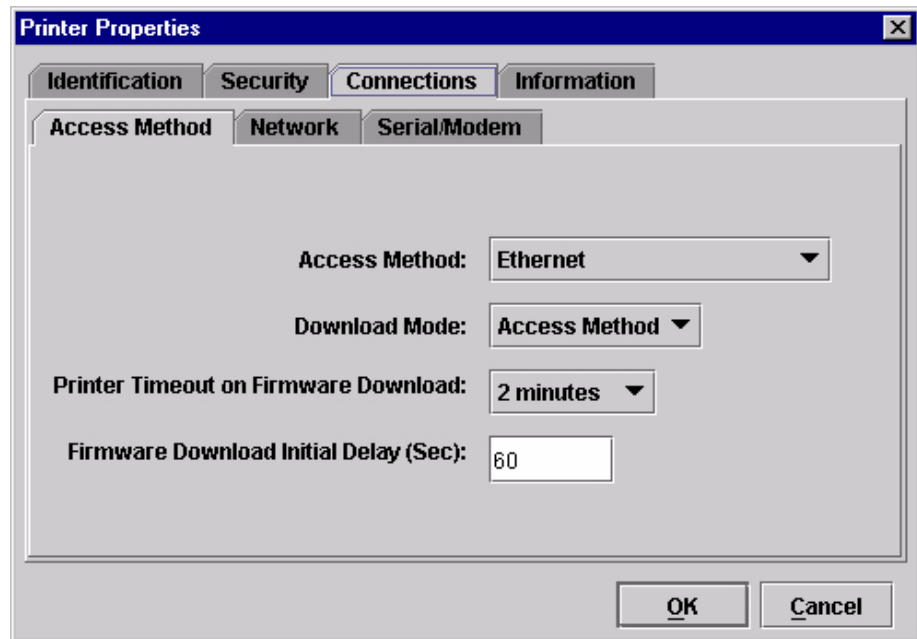 Printer Properties
Identification Security Connections Information
Access Method Network Serial/Modem
Access Method: Ethernet
Download Mode: Access Method
Printer Timeout on Firmware Download: 2 minutes
Firmware Download Initial Delay (Sec): 60
OK Cancel